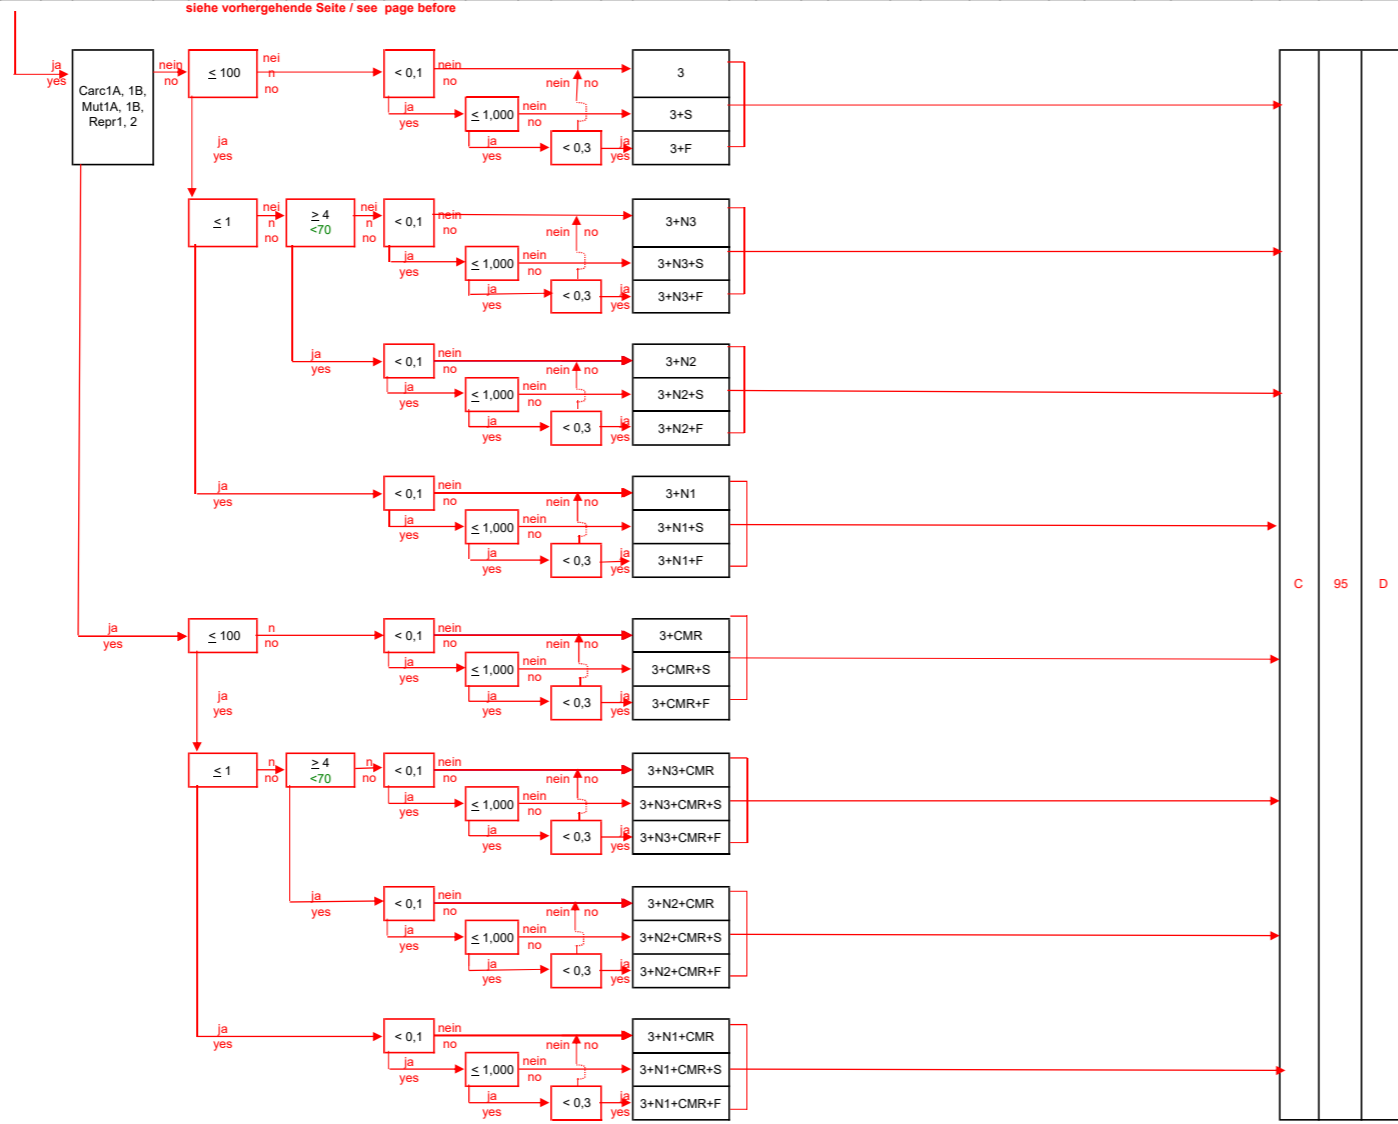 siehe vorhergehende Seite / see page before
ja
yes
Carc1A, 1B,
Mut1A, 1B,
Repr1, 2
nein
no
≤ 100
nei
n
no
< 0,1
nein
no
ja
yes
≤ 1,000
nein
no
ja
yes
< 0,3
nein no
ja
yes
3
3+S
3+F
ja
yes
≤ 1
nei
n
no
≥ 4
<70
nei
n
no
< 0,1
nein
no
ja
yes
≤ 1,000
nein
no
ja
yes
< 0,3
nein no
ja
yes
3+N3
3+N3+S
3+N3+F
ja
yes
< 0,1
nein
no
ja
yes
≤ 1,000
nein
no
ja
yes
< 0,3
nein no
ja
yes
3+N2
3+N2+S
3+N2+F
ja
yes
< 0,1
nein
no
ja
yes
≤ 1,000
nein
no
ja
yes
< 0,3
nein no
ja
yes
3+N1
3+N1+S
3+N1+F
C 95 D
ja
yes
≤ 100
n
no
< 0,1
nein
no
ja
yes
≤ 1,000
nein
no
ja
yes
< 0,3
nein no
ja
yes
3+CMR
3+CMR+S
3+CMR+F
ja
yes
≤ 1
n
no
≥ 4
<70
n
no
< 0,1
nein
no
ja
yes
≤ 1,000
nein
no
ja
yes
< 0,3
nein no
ja
yes
3+N3+CMR
3+N3+CMR+S
3+N3+CMR+F
ja
yes
< 0,1
nein
no
ja
yes
≤ 1,000
nein
no
ja
yes
< 0,3
nein no
ja
yes
3+N2+CMR
3+N2+CMR+S
3+N2+CMR+F
ja
yes
< 0,1
nein
no
ja
yes
≤ 1,000
nein
no
ja
yes
< 0,3
nein no
ja
yes
3+N1+CMR
3+N1+CMR+S
3+N1+CMR+F